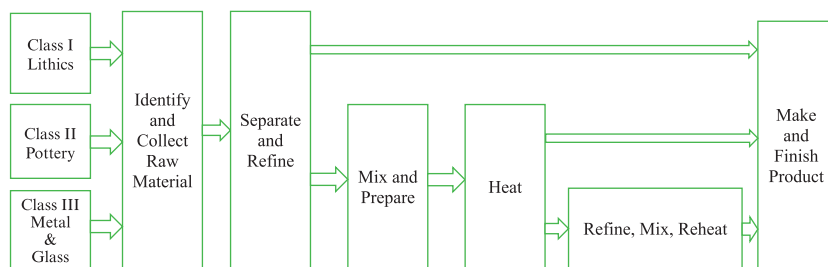 Class I
Lithics
Class II
Pottery
Class III
Metal
&
Glass
Identify
and
Collect
Raw
Material
Separate
and
Refine
Mix and
Prepare
Heat
Refine, Mix, Reheat
Make
and
Finish
Product